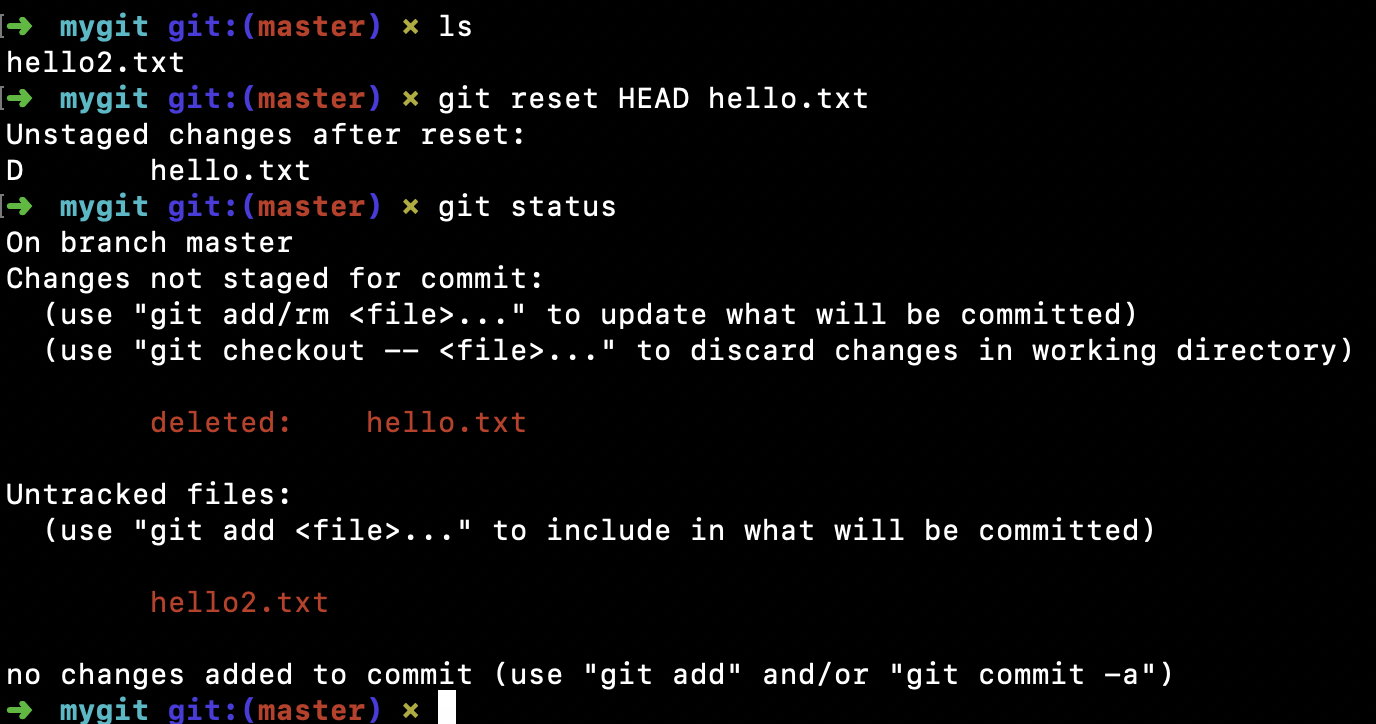 ➜ mygit git:(master) ✗ ls
hello2.txt
➜ mygit git:(master) ✗ git reset HEAD hello.txt
Unstaged changes after reset:
D hello.txt
➜ mygit git:(master) ✗ git status
On branch master
Changes not staged for commit:
(use "git add/rm <file>..." to update what will be committed)
(use "git checkout -- <file>..." to discard changes in working directory)
deleted: hello.txt
Untracked files:
(use "git add <file>..." to include in what will be committed)
hello2.txt
no changes added to commit (use "git add" and/or "git commit -a")
➜ mygit git:(master) ✗